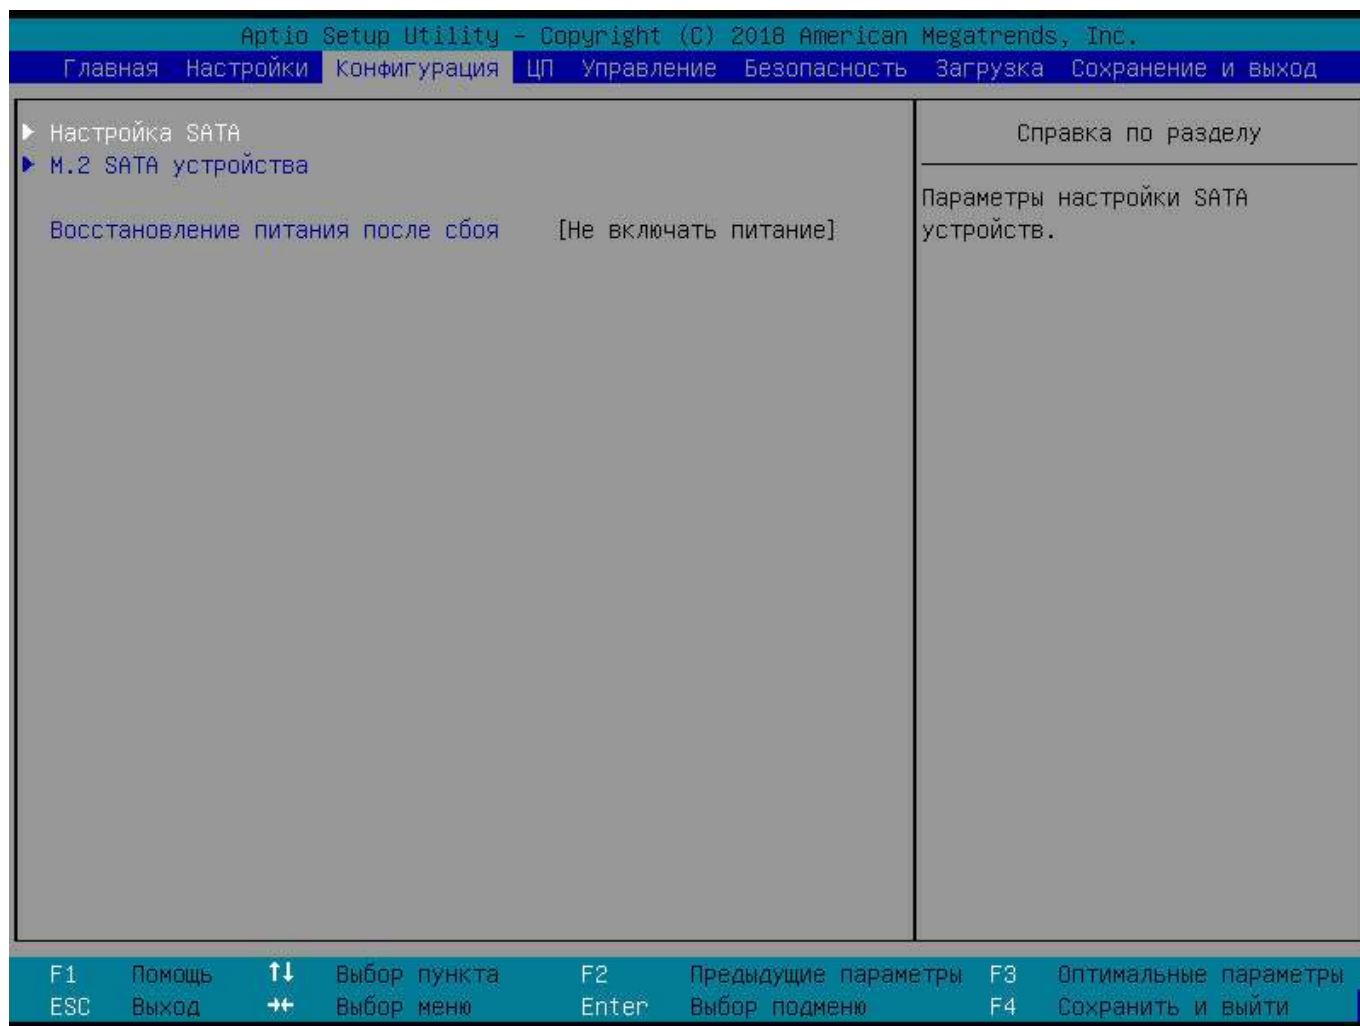 Aptio Setup Utility – Copyright (C) 2018 American Megatrends, Inc.
Главная Настройки Конфигурация ЦП Управление Безопасность Загрузка Сохранение и выход
Настройка SATA
M.2 SATA устройства
Восстановление питания после сбоя [Не включать питание]
Справка по разделу
Параметры настройки SATA
устройств.
F1 Помощь ↑↓ Выбор пункта F2 Предыдущие параметры F3 Оптимальные параметры
ESC Выход →← Выбор меню Enter Выбор подменю F4 Сохранить и выйти